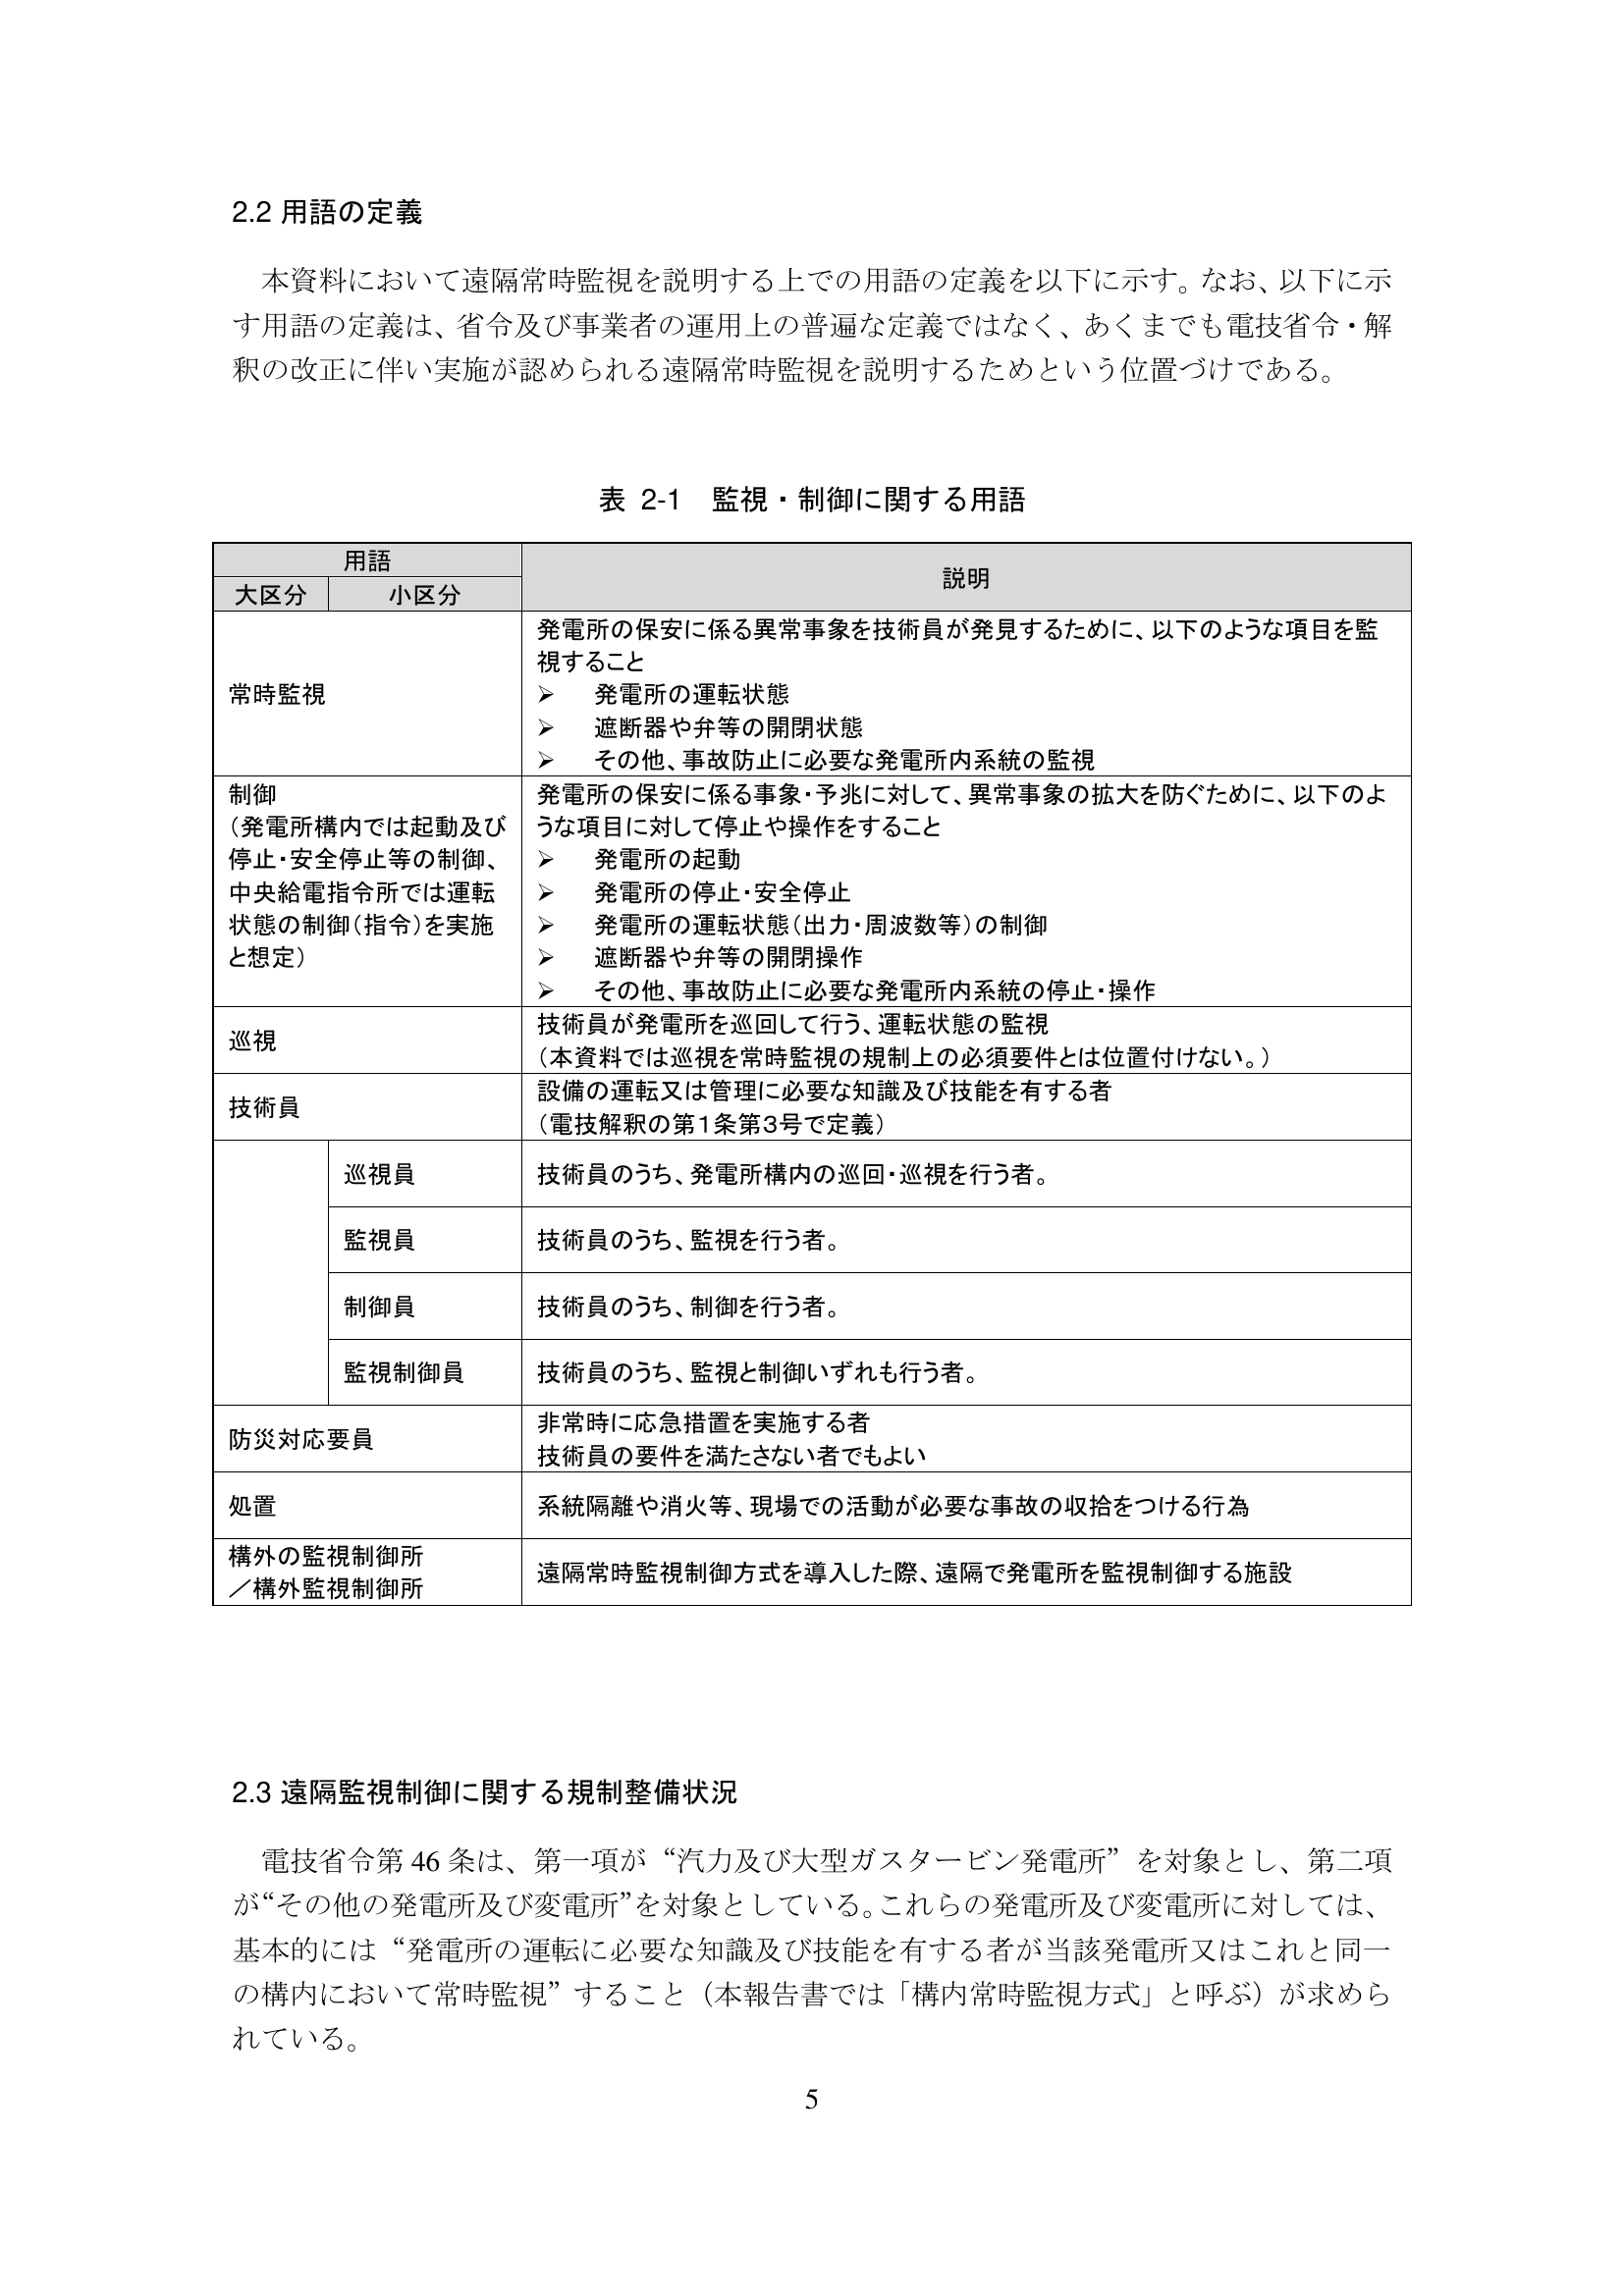 2.2 用語の定義
本資料において遠隔常時監視を説明する上での用語の定義を以下に示す。なお、以下に示
す用語の定義は、省令及び事業者の運用上の普遍な定義ではなく、あくまでも電技省令・解
釈の改正に伴い実施が認められる遠隔常時監視を説明するためという位置づけである。
表 2-1　監視・制御に関する用語
用語
説明
大区分
小区分
常時監視
発電所の保安に係る異常事象を技術員が発見するために、以下のような項目を監
視すること
➢ 発電所の運転状態
➢ 遮断器や弁等の開閉状態
➢ その他、事故防止に必要な発電所内系統の監視
制御
（発電所構内では起動及び
停止・安全停止等の制御、
中央給電指令所では運転
状態の制御（指令）を実施
と想定）
発電所の保安に係る事象・予兆に対して、異常事象の拡大を防ぐために、以下のよ
うな項目に対して停止や操作をすること
➢ 発電所の起動
➢ 発電所の停止・安全停止
➢ 発電所の運転状態（出力・周波数等）の制御
➢ 遮断器や弁等の開閉操作
➢ その他、事故防止に必要な発電所内系統の停止・操作
巡視
技術員が発電所を巡回して行う、運転状態の監視
（本資料では巡視を常時監視の規制上の必須要件とは位置付けない。）
技術員
設備の運転又は管理に必要な知識及び技能を有する者
（電技解釈の第1条第3号で定義）
巡視員
技術員のうち、発電所構内の巡回・巡視を行う者。
監視員
技術員のうち、監視を行う者。
制御員
技術員のうち、制御を行う者。
監視制御員
技術員のうち、監視と制御いずれも行う者。
防災対応要員
非常時に応急措置を実施する者
技術員の要件を満たさない者でもよい
処置
系統隔離や消火等、現場での活動が必要な事故の収拾をつける行為
構外の監視制御所
／構外監視制御所
遠隔常時監視制御方式を導入した際、遠隔で発電所を監視制御する施設
2.3 遠隔監視制御に関する規制整備状況
電技省令第 46 条は、第一項が“汽力及び大型ガスタービン発電所”を対象とし、第二項
が“その他の発電所及び変電所”を対象としている。これらの発電所及び変電所に対しては、
基本的には“発電所の運転に必要な知識及び技能を有する者が当該発電所又はこれと同一
の構内において常時監視”すること（本報告書では「構内常時監視方式」と呼ぶ）が求めら
れている。
5